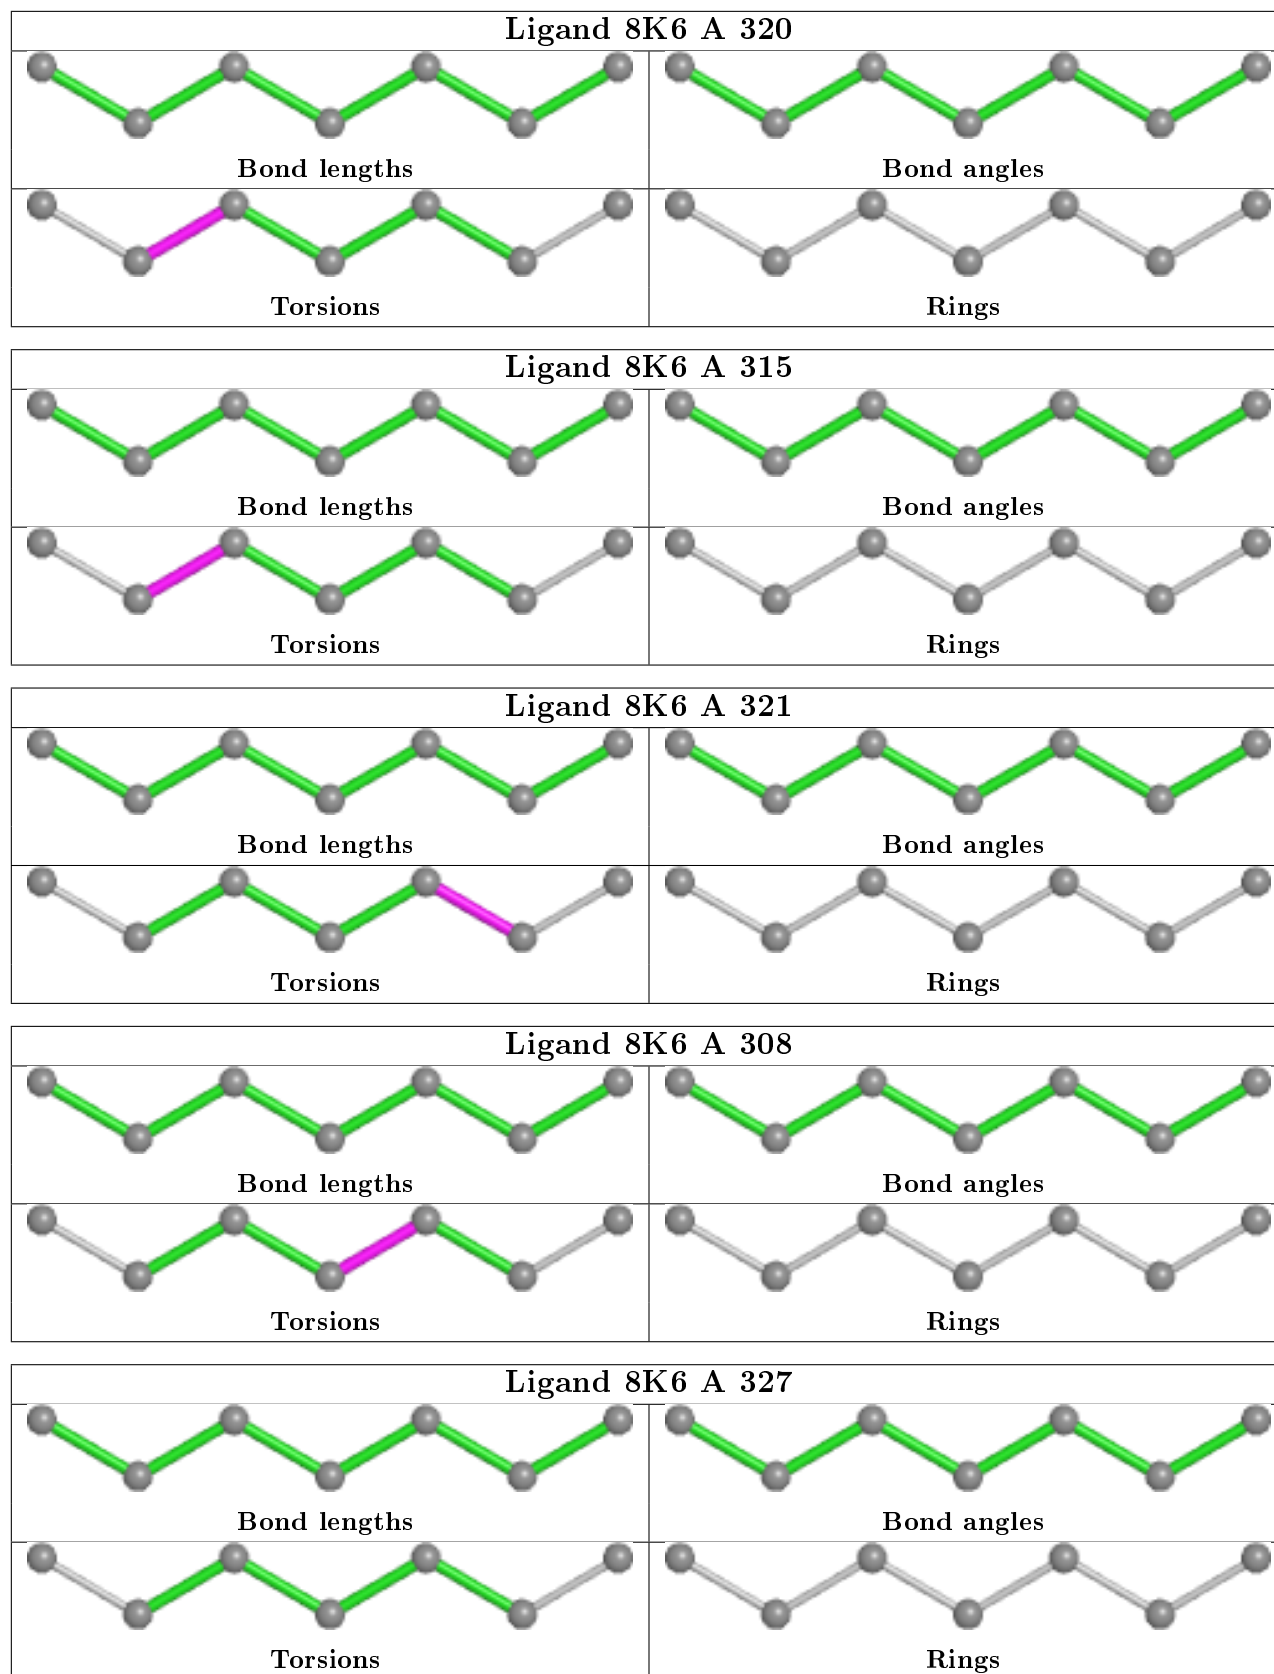 Ligand 8K6 A 320
Bond lengths
Bond angles
Torsions
Rings
Ligand 8K6 A 315
Bond lengths
Bond angles
Torsions
Rings
Ligand 8K6 A 321
Bond lengths
Bond angles
Torsions
Rings
Ligand 8K6 A 308
Bond lengths
Bond angles
Torsions
Rings
Ligand 8K6 A 327
Bond lengths
Bond angles
Torsions
Rings